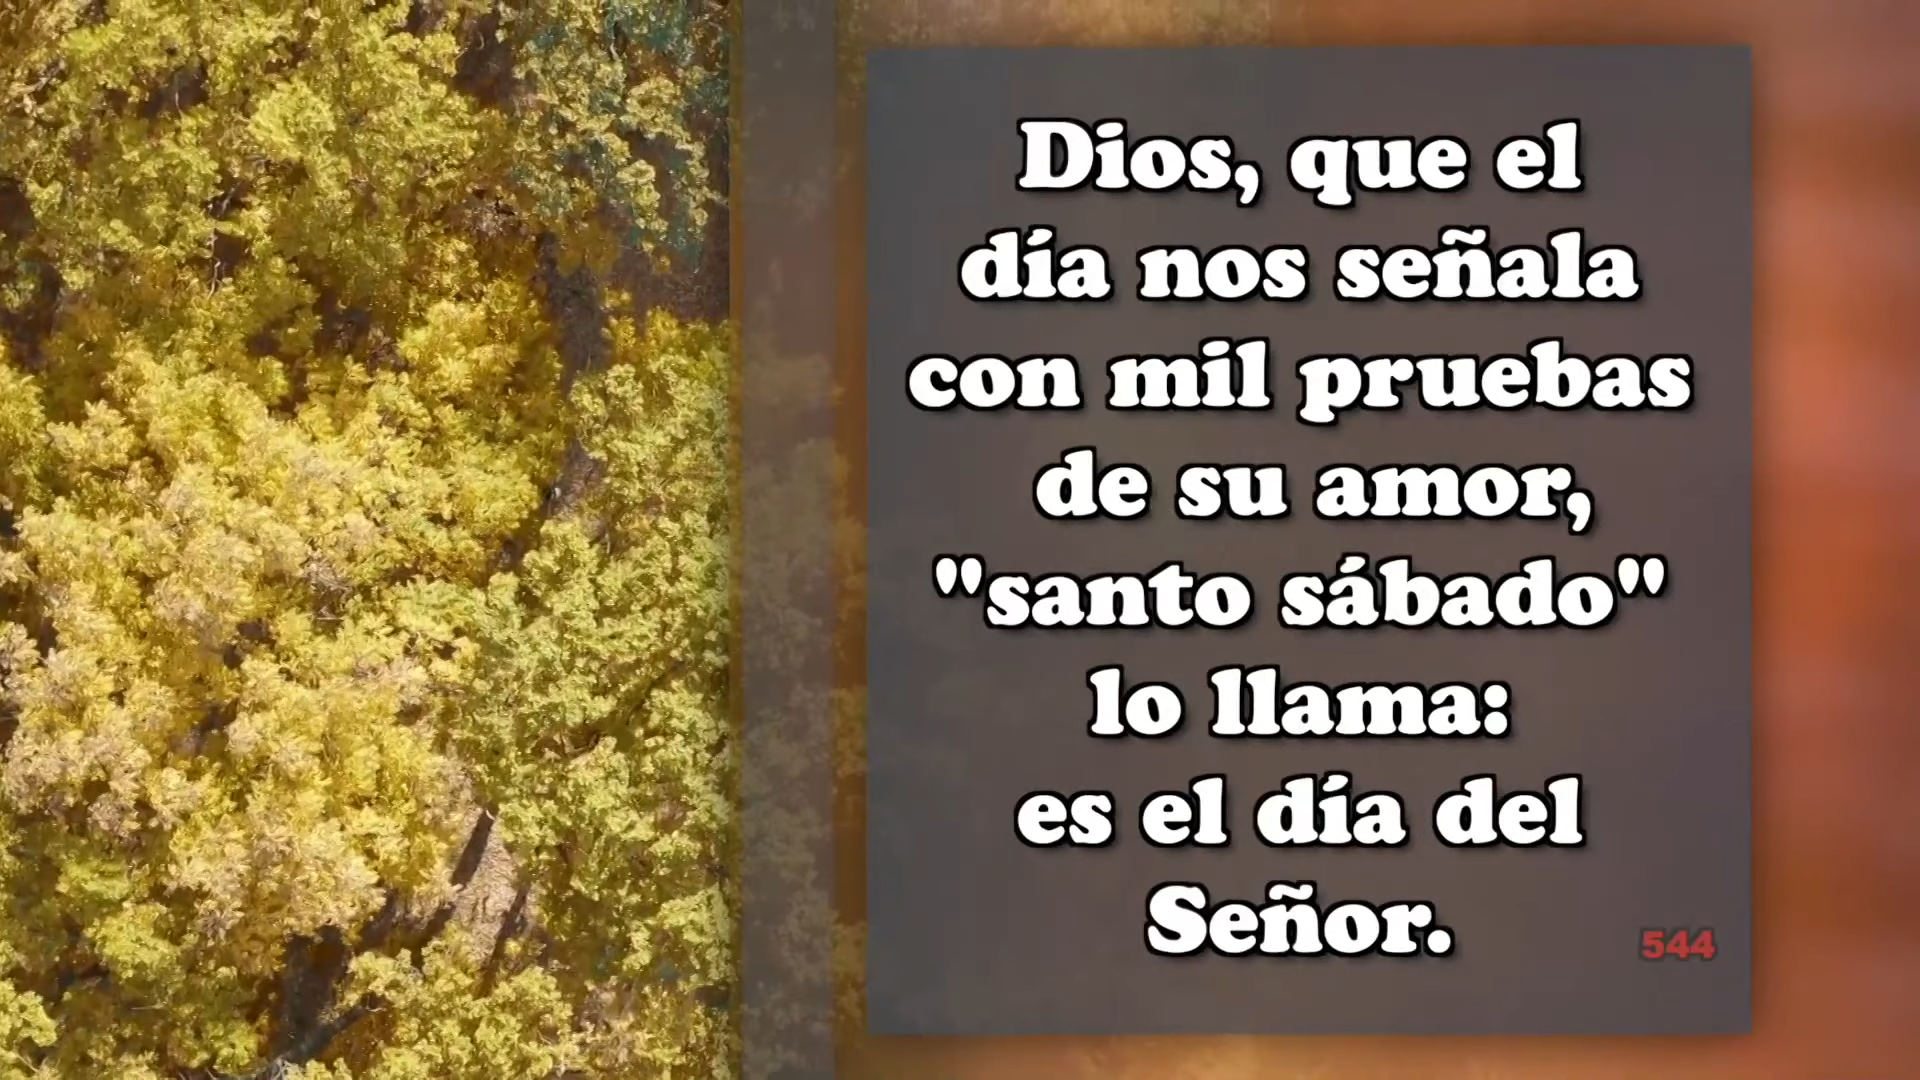 Dios, que el
día nos señala
con mil pruebas
de su amor,
"santo sábado"
lo llama:
es el día del
Señor.
544